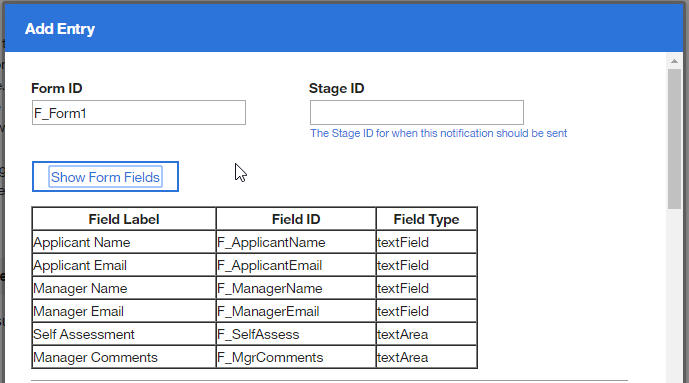 Add Entry
Form ID Stage ID
F_Form1
The Stage ID for when this notification should be sent
Show Form Fields
Field Label Field ID Field Type
Applicant Name F_ApplicantName textField
Applicant Email F_ApplicantEmail textField
Manager Name F_ManagerName textField
Manager Email F_ManagerEmail textField
Self Assessment F_SelfAssess textArea
Manager Comments F_MgrComments textArea